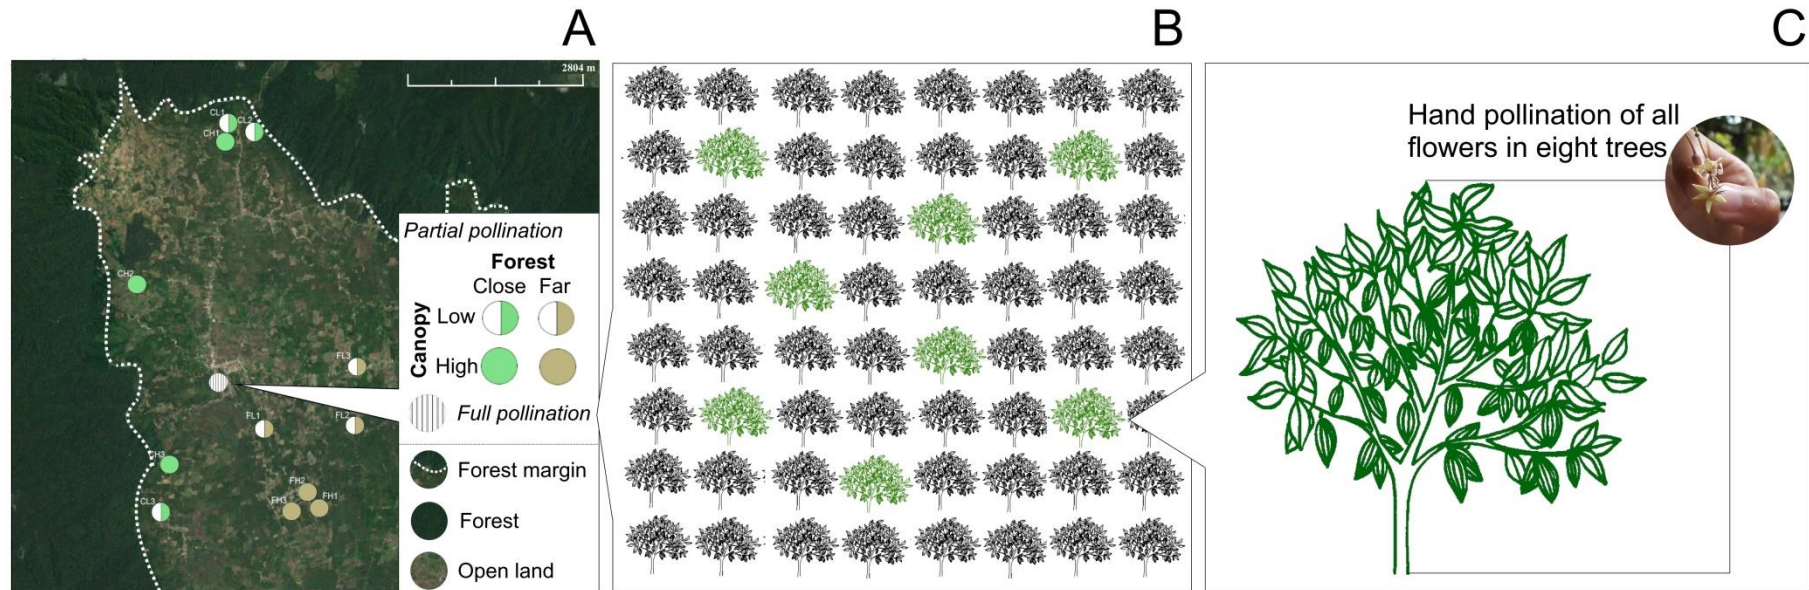 A
B
C
2804 m
CL1
CL2
CH1
CH2
FL3
FL1
FL2
CH3
CL3
FH2
FH3
FH1
Partial pollination
Forest
Close Far
Canopy
Low
High
Full pollination
Forest margin
Forest
Open land
Hand pollination of all
flowers in eight trees